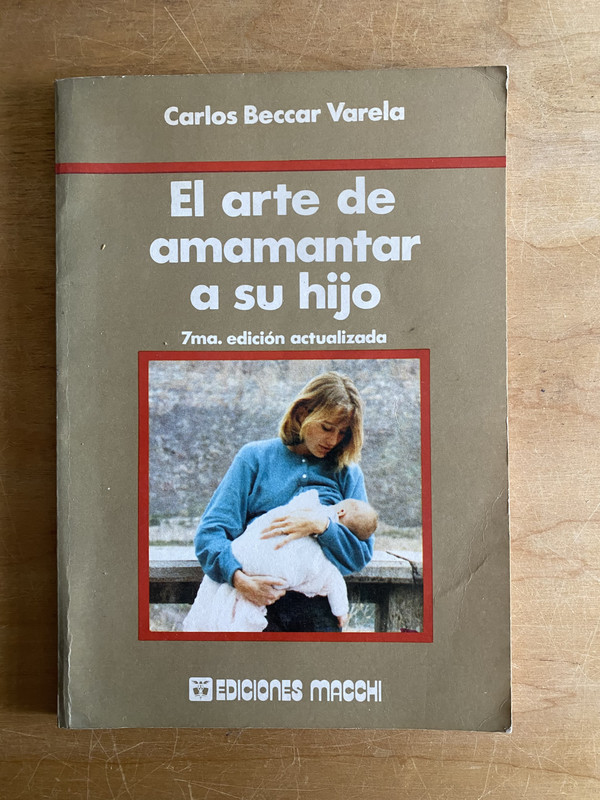 Carlos Beccar Varela
El arte de
amamantar
a su hijo
7ma. edición actualizada
EDICIONES MACCHI